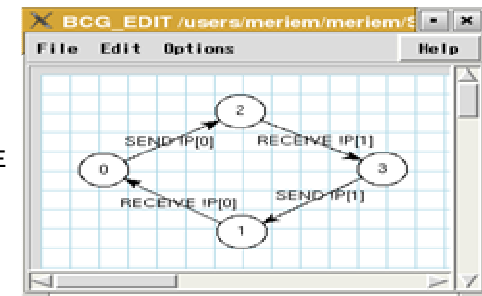 BCG_EDIT /users/meriem/meriem/S
File Edit Options Help
2
SEND !P[0] RECEIVE !P[1]
E
0 3
RECEIVE !P[0] SEND !P[1]
1